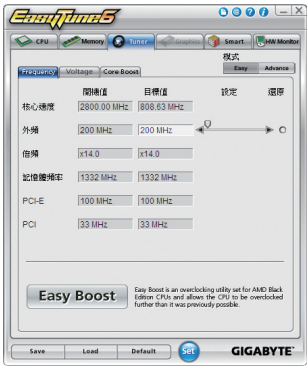 EasyTune6
CPU Memory Tuner Graphics Smart HW Monitor
模式
Easy Advance
Frequency Voltage Core Boost
開機值 目標值 設定 還原
核心速度 2800.00 MHz 808.63 MHz
外頻 200 MHz 200 MHz
倍頻 x14.0 x14.0
記憶體頻率 1332 MHz 1332 MHz
PCI-E 100 MHz 100 MHz
PCI 33 MHz 33 MHz
Easy Boost
Easy Boost is an overclocking utility set for AMD Black
Edition CPUs and allows the CPU to be overclocked
further than it was previously possible.
Save Load Default Set GIGABYTE